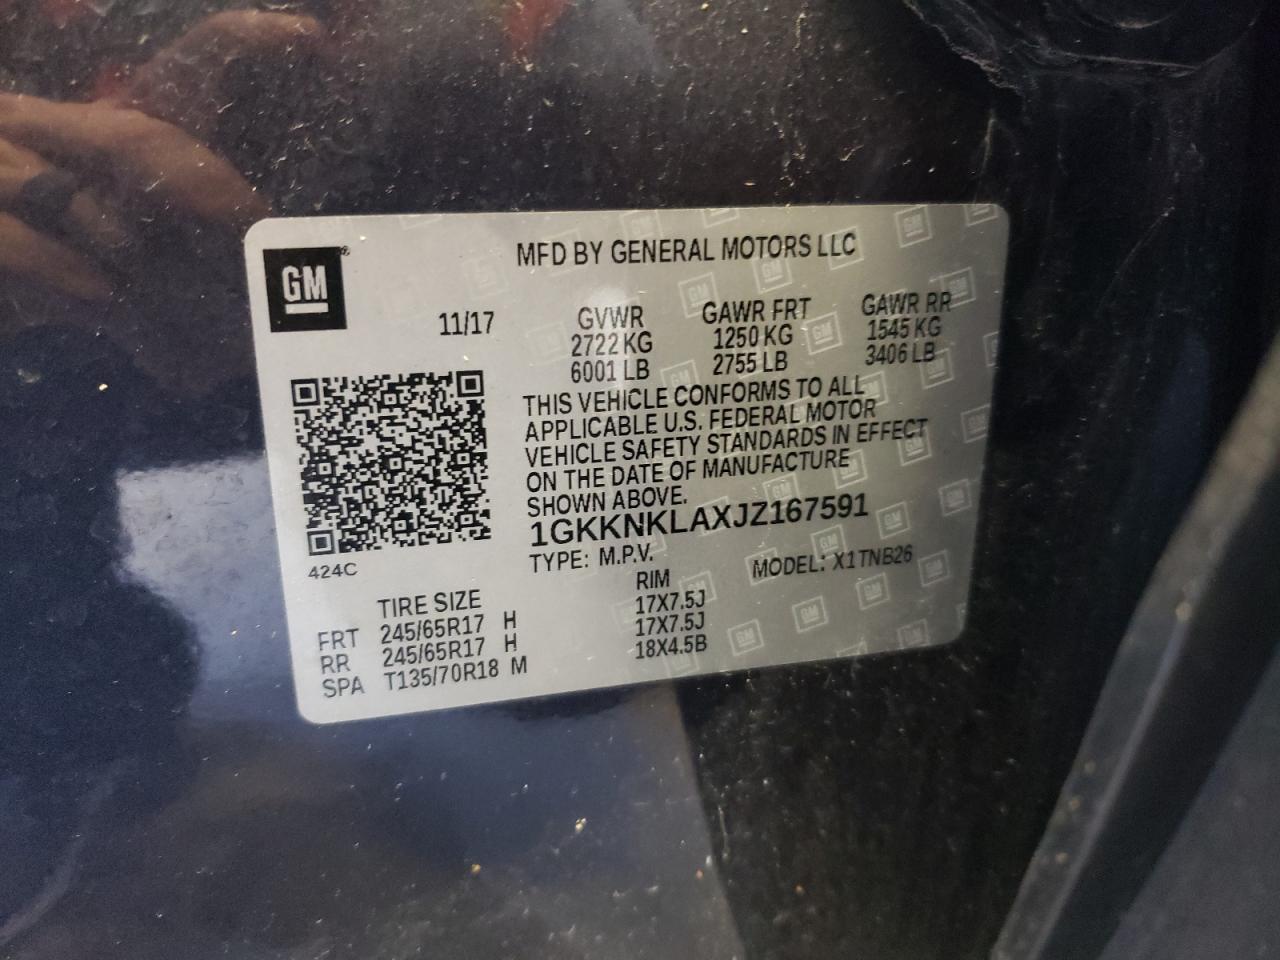 GM®
MFD BY GENERAL MOTORS LLC
11/17
GVWR GAWR FRT GAWR RR
2722 KG 1250 KG 1545 KG
6001 LB 2755 LB 3406 LB
THIS VEHICLE CONFORMS TO ALL
APPLICABLE U.S. FEDERAL MOTOR
VEHICLE SAFETY STANDARDS IN EFFECT
ON THE DATE OF MANUFACTURE
SHOWN ABOVE.
1GKKNKLAXJZ167591
424C
TYPE: M.P.V. MODEL: X1TNB26
TIRE SIZE RIM
FRT 245/65R17 H 17X7.5J
RR 245/65R17 H 17X7.5J
SPA T135/70R18 M 18X4.5B